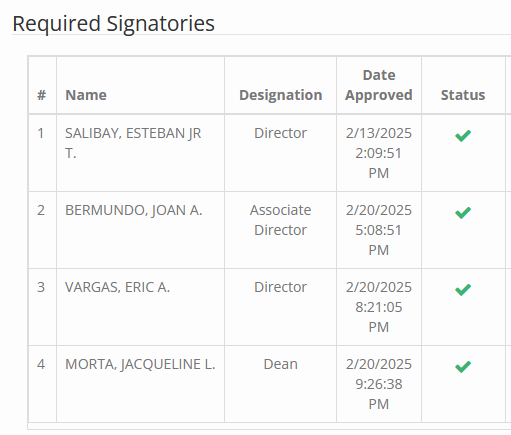 Required Signatories
# Name Designation Date Approved Status
1 SALIBAY, ESTEBAN JR T. Director 2/13/2025 2:09:51 PM
2 BERMUNDO, JOAN A. Associate Director 2/20/2025 5:08:51 PM
3 VARGAS, ERIC A. Director 2/20/2025 8:21:05 PM
4 MORTA, JACQUELINE L. Dean 2/20/2025 9:26:38 PM